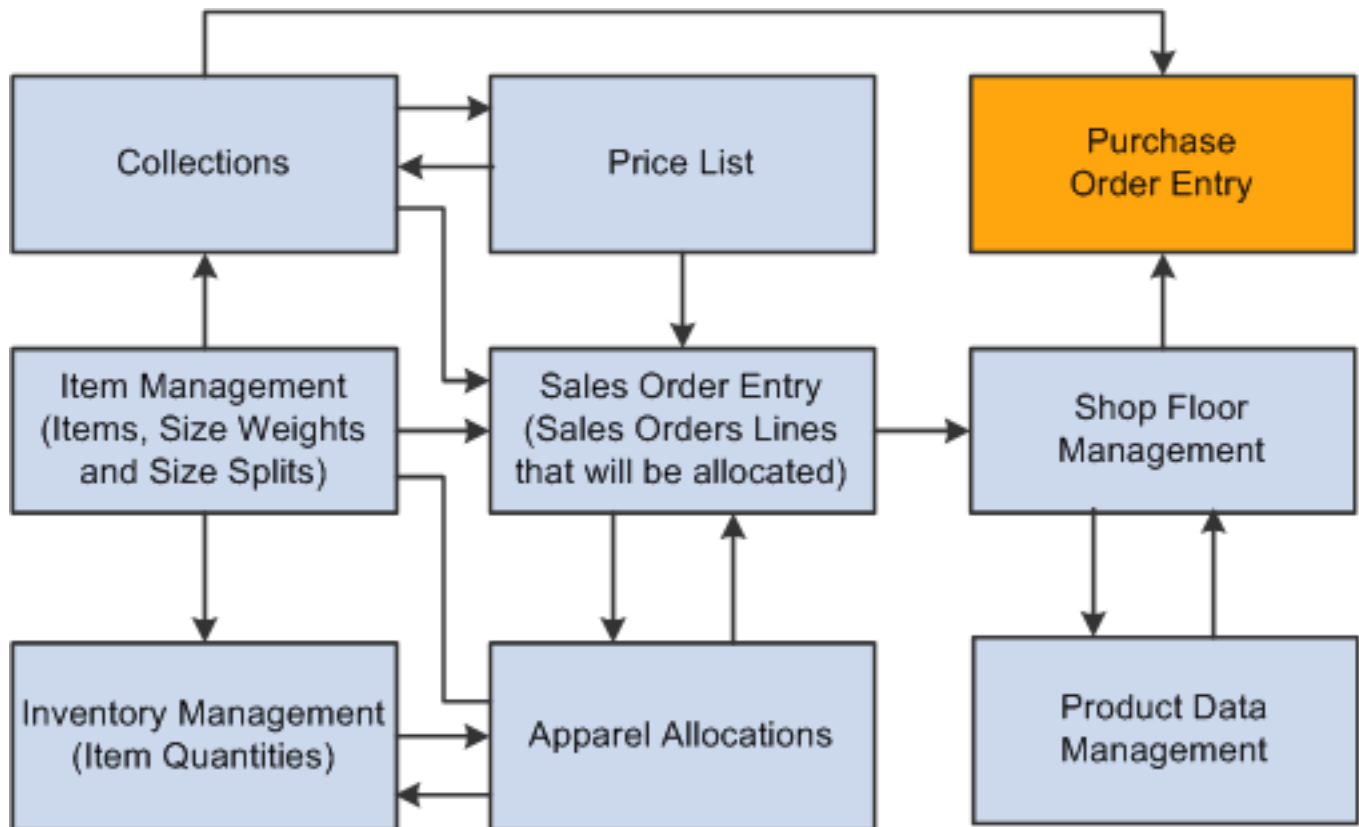 Collections
Price List
Purchase
Order Entry
Item Management
(Items, Size Weights
and Size Splits)
Sales Order Entry
(Sales Orders Lines
that will be allocated)
Shop Floor
Management
Inventory Management
(Item Quantities)
Apparel Allocations
Product Data
Management